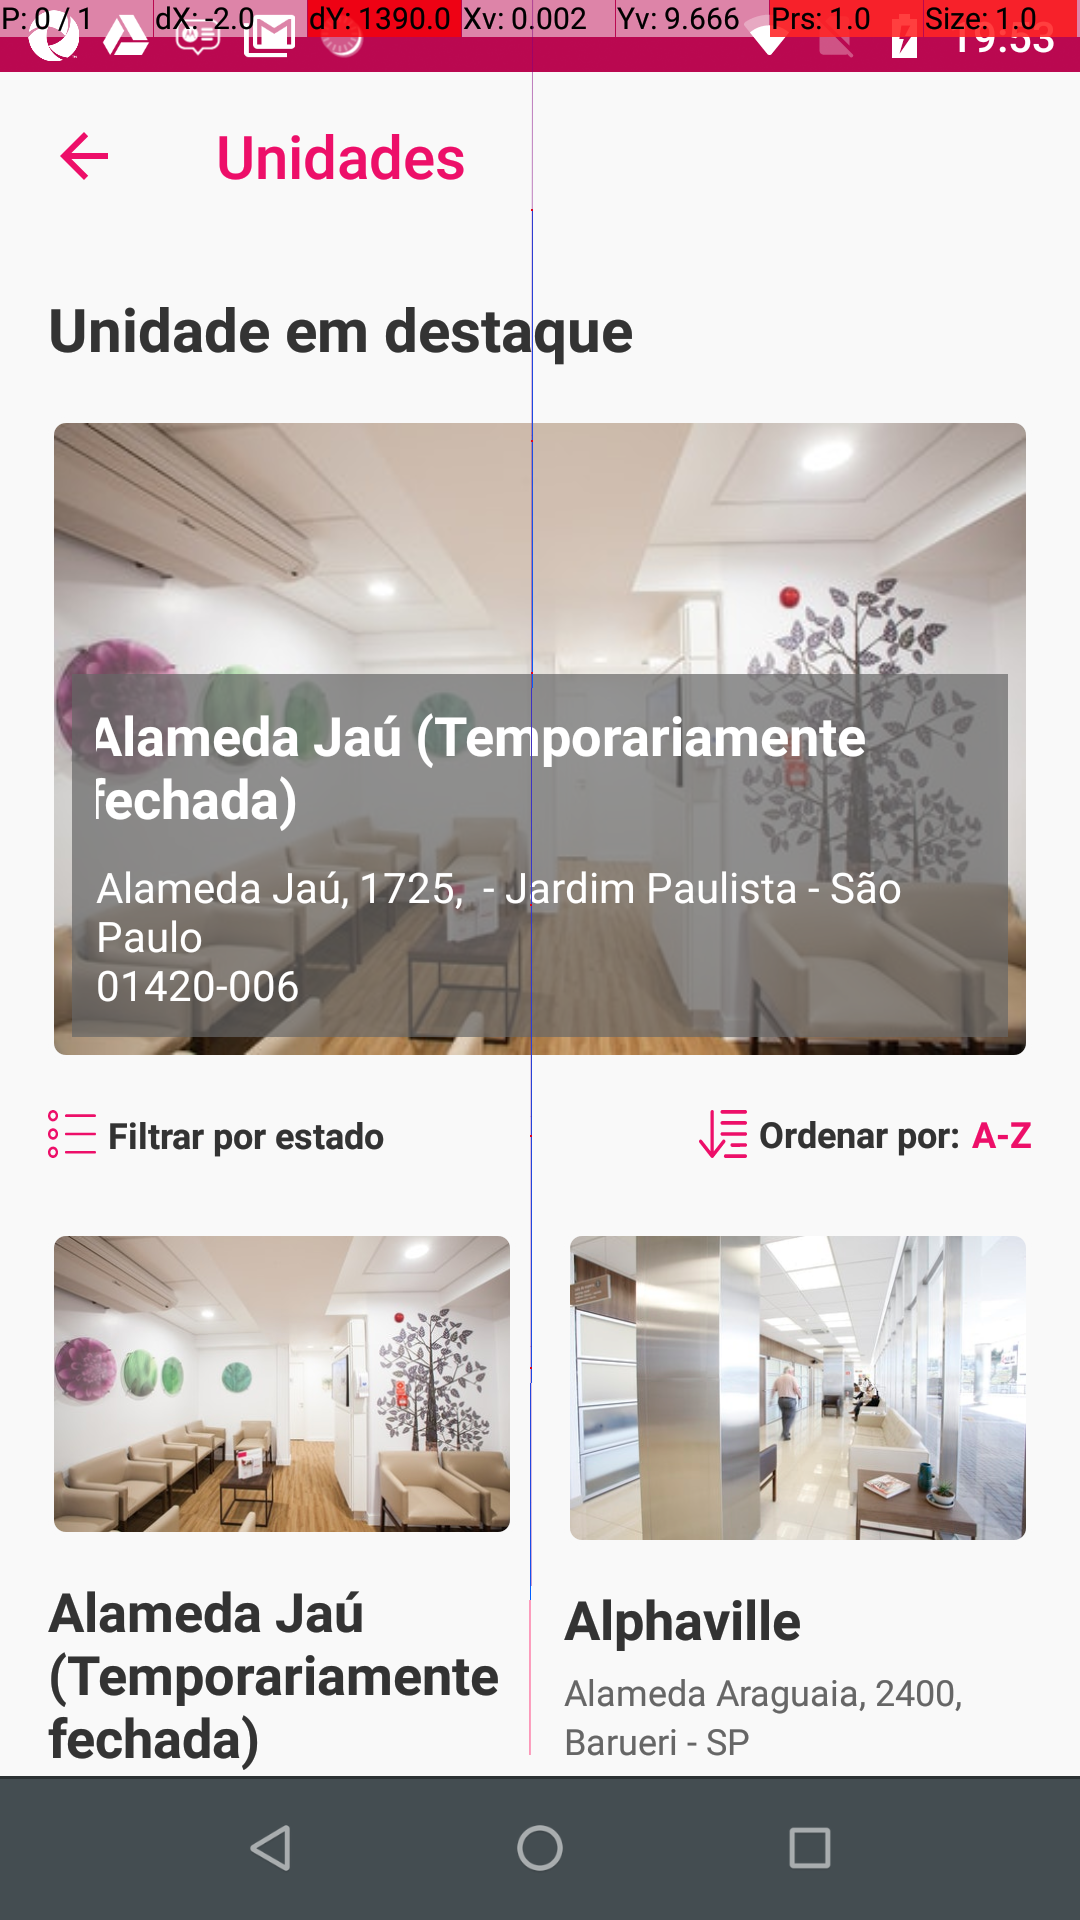 P: 0 / 1 dX: -2.0 dY: 1390.0 Xv: 0.002 Yv: 9.666 Prs: 1.0 Size: 1.0
19:53
Unidades
Unidade em destaque
Alameda Jaú (Temporariamente
fechada)
Alameda Jaú, 1725,  - Jardim Paulista - São
Paulo
01420-006
Filtrar por estado
Ordenar por: A-Z
Alameda Jaú
(Temporariamente
fechada)
Alphaville
Alameda Araguaia, 2400,
Barueri - SP